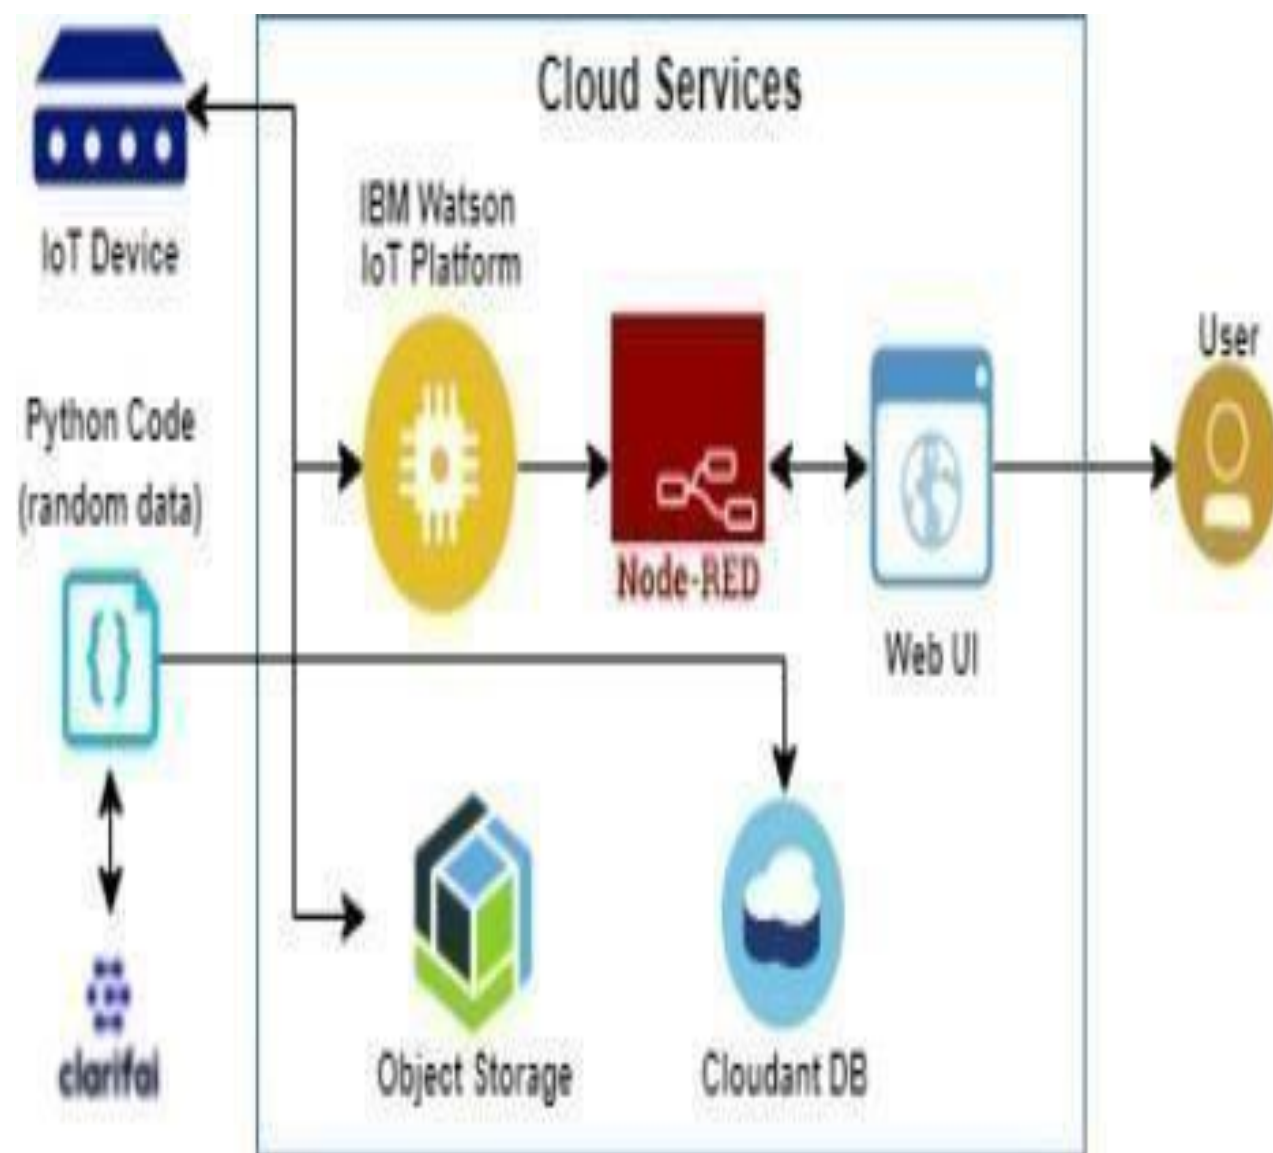 Cloud Services
IoT Device
IBM Watson
IoT Platform
User
Python Code
(random data)
Node-RED
Web UI
Object Storage
Cloudant DB
clarifai